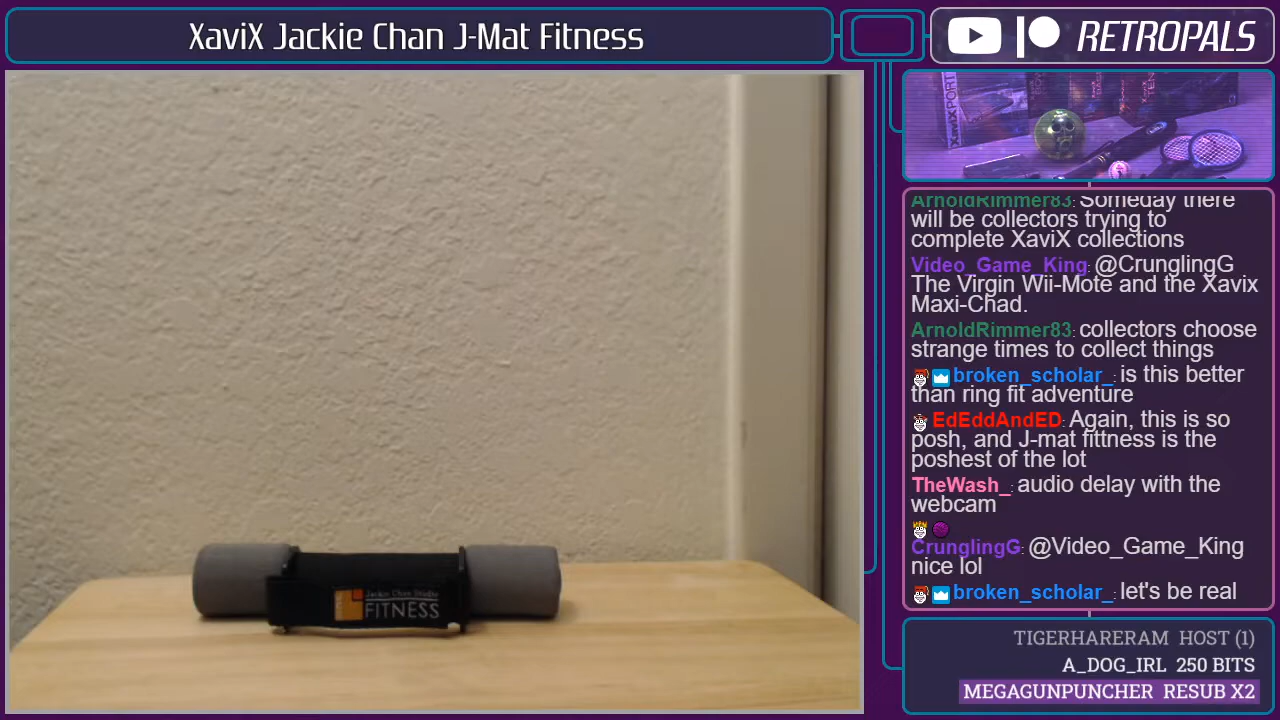 XaviX Jackie Chan J-Mat Fitness
RETROPALS
XAVIXPORT
ArnoldRimmer83: Someday there
will be collectors trying to
complete XaviX collections
Video_Game_King: @CrunglingG
The Virgin Wii-Mote and the Xavix
Maxi-Chad.
ArnoldRimmer83: collectors choose
strange times to collect things
broken_scholar_: is this better
than ring fit adventure
EdEddAndED: Again, this is so
posh, and J-mat fittness is the
poshest of the lot
TheWash_: audio delay with the
webcam
CrunglingG: @Video_Game_King
nice lol
broken_scholar_: let's be real
Jackie Chan Studio
FITNESS
TIGERHARERAM HOST (1)
A_DOG_IRL 250 BITS
MEGAGUNPUNCHER RESUB X2